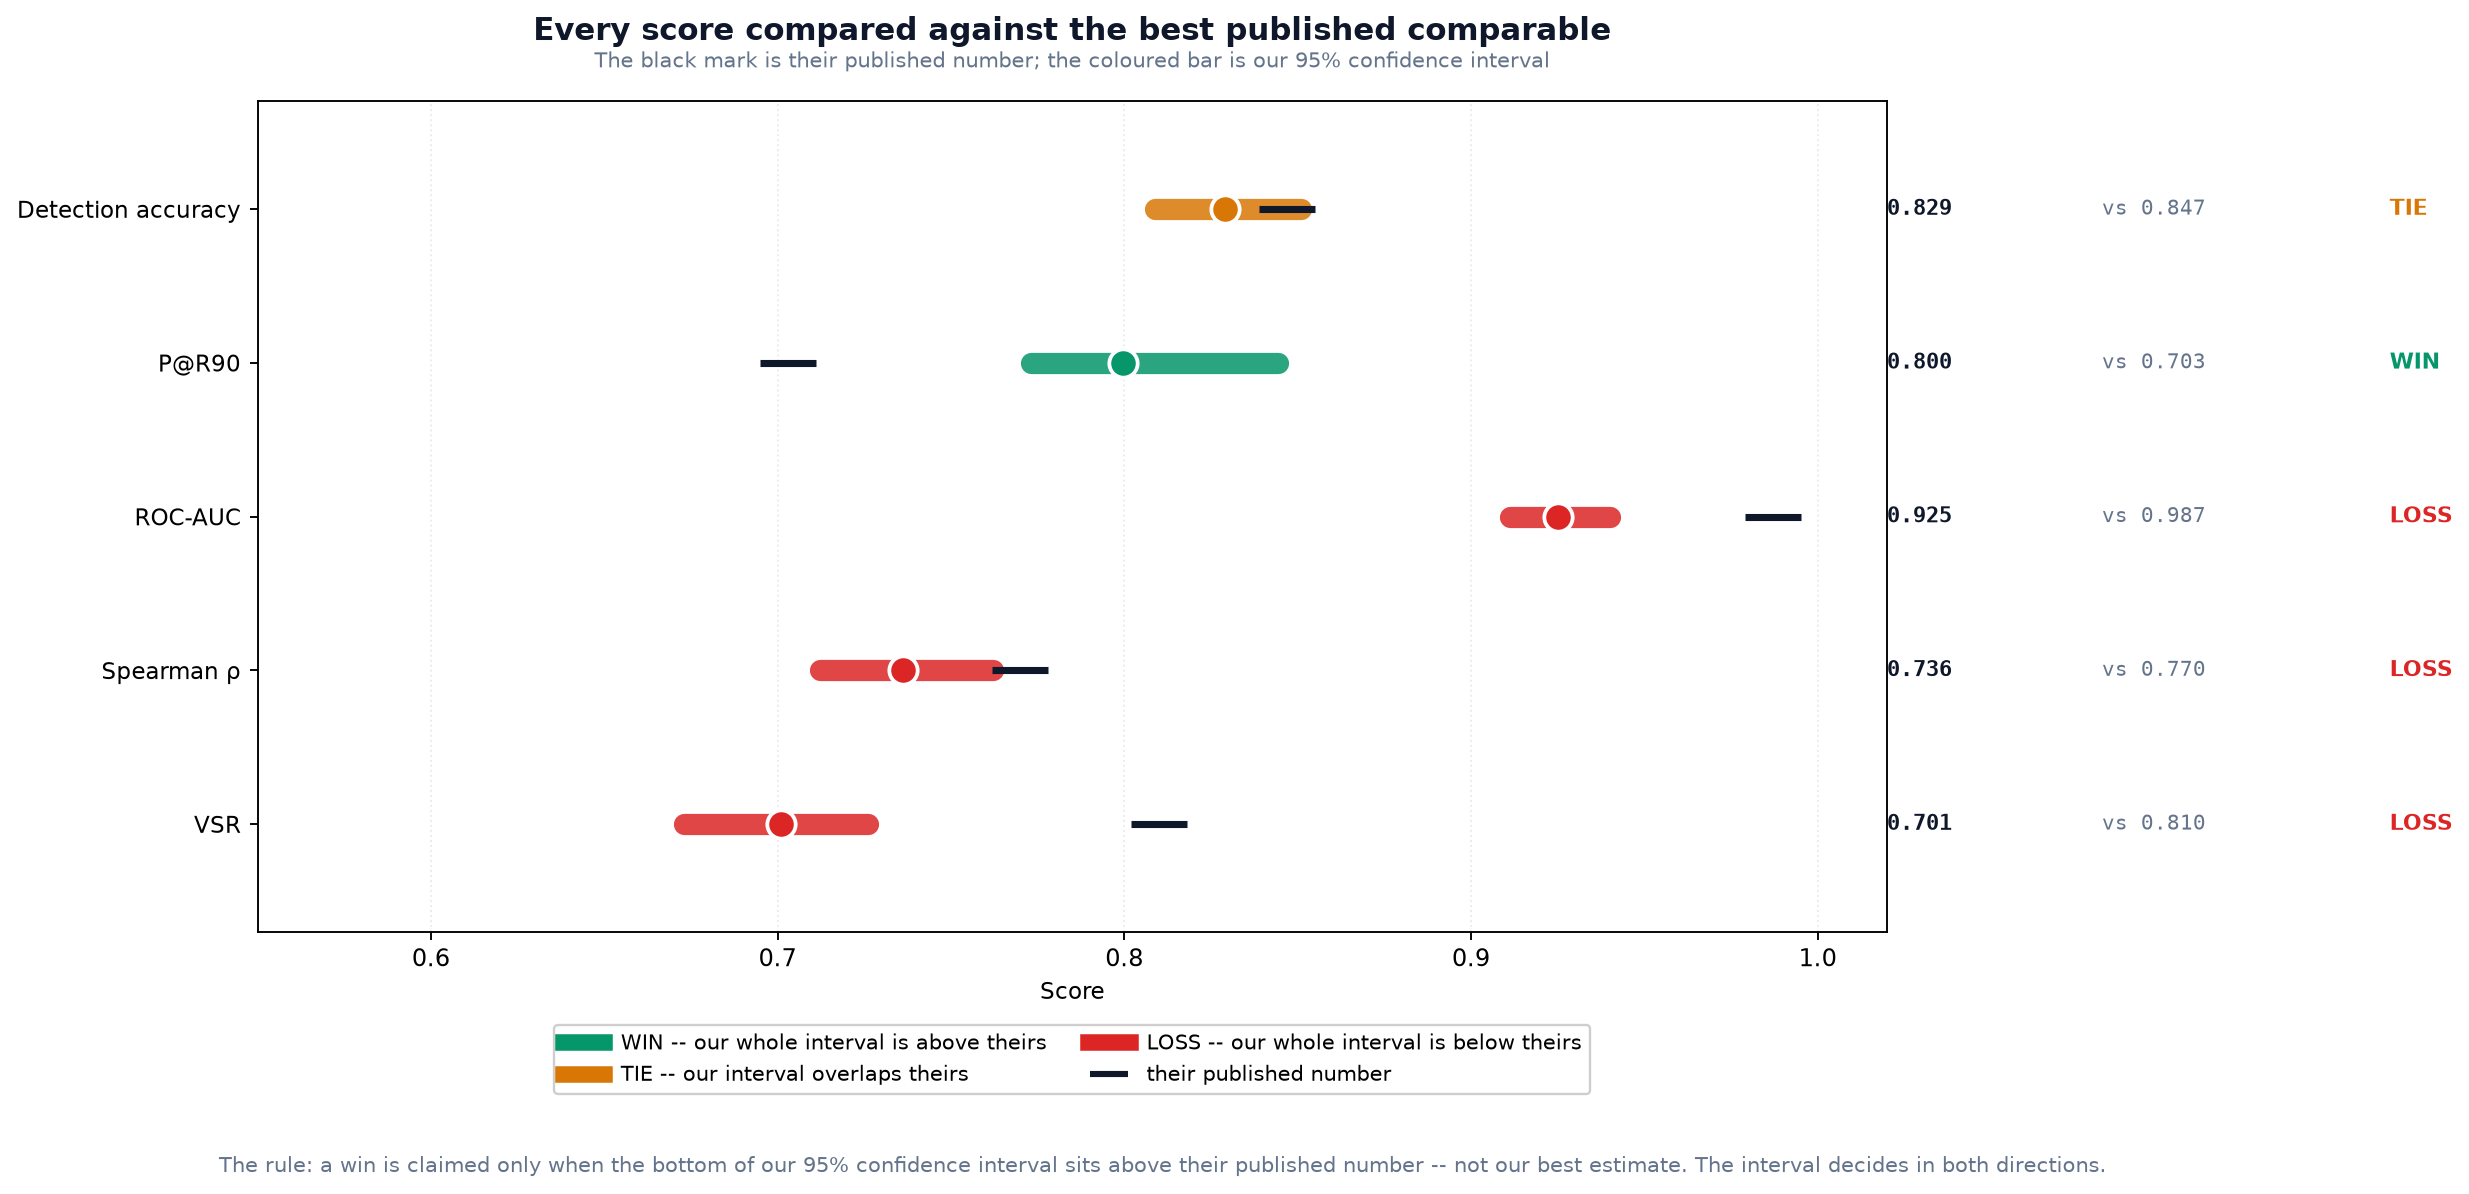 Every score compared against the best published comparable
The black mark is their published number; the coloured bar is our 95% confidence interval
Detection accuracy 0.829 vs 0.847 TIE
P@R90 0.800 vs 0.703 WIN
ROC-AUC 0.925 vs 0.987 LOSS
Spearman ρ 0.736 vs 0.770 LOSS
VSR 0.701 vs 0.810 LOSS
0.6 0.7 0.8 0.9 1.0
Score
WIN -- our whole interval is above theirs LOSS -- our whole interval is below theirs
TIE -- our interval overlaps theirs their published number
The rule: a win is claimed only when the bottom of our 95% confidence interval sits above their published number -- not our best estimate. The interval decides in both directions.